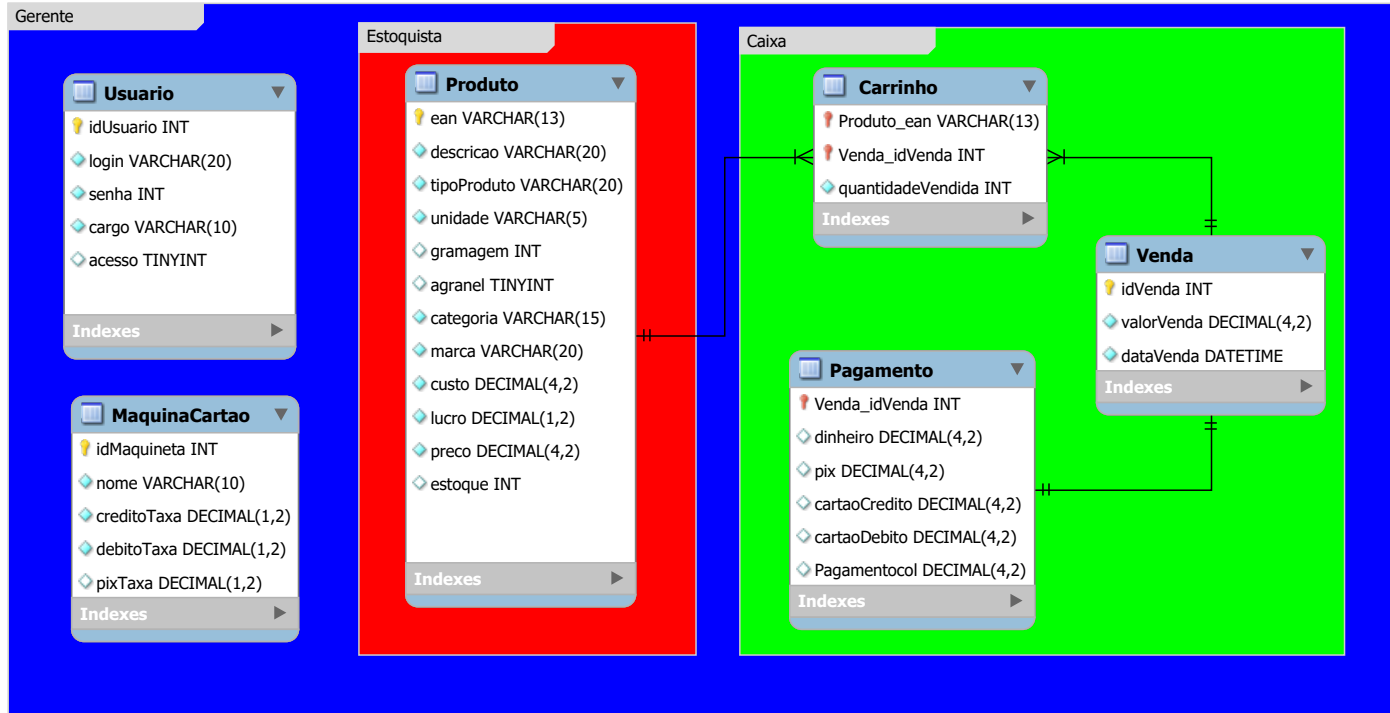 Gerente
Usuario
idUsuario INT
login VARCHAR(20)
senha INT
cargo VARCHAR(10)
acesso TINYINT
Indexes
MaquinaCartao
idMaquineta INT
nome VARCHAR(10)
creditoTaxa DECIMAL(1,2)
debitoTaxa DECIMAL(1,2)
pixTaxa DECIMAL(1,2)
Indexes
Estoquista
Produto
ean VARCHAR(13)
descricao VARCHAR(20)
tipoProduto VARCHAR(20)
unidade VARCHAR(5)
gramagem INT
agranel TINYINT
categoria VARCHAR(15)
marca VARCHAR(20)
custo DECIMAL(4,2)
lucro DECIMAL(1,2)
preco DECIMAL(4,2)
estoque INT
Indexes
Caixa
Carrinho
Produto_ean VARCHAR(13)
Venda_idVenda INT
quantidadeVendida INT
Indexes
Venda
idVenda INT
valorVenda DECIMAL(4,2)
dataVenda DATETIME
Indexes
Pagamento
Venda_idVenda INT
dinheiro DECIMAL(4,2)
pix DECIMAL(4,2)
cartaoCredito DECIMAL(4,2)
cartaoDebito DECIMAL(4,2)
Pagamentocol DECIMAL(4,2)
Indexes